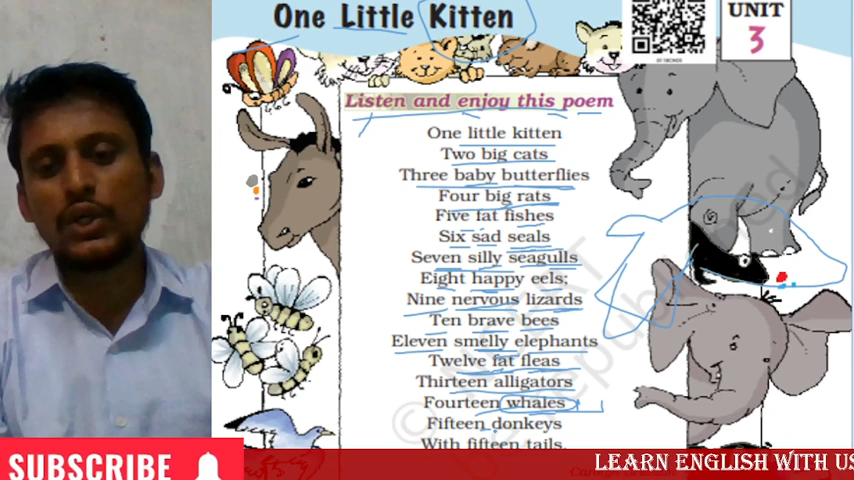 One Little Kitten
UNIT
3
Listen and enjoy this poem
One little kitten
Two big cats
Three baby butterflies
Four big rats
Five fat fishes
Six sad seals
Seven silly seagulls
Eight happy eels;
Nine nervous lizards
Ten brave bees
Eleven smelly elephants
Twelve fat fleas
Thirteen alligators
Fourteen whales
Fifteen donkeys
With fifteen tails.
SUBSCRIBE
LEARN ENGLISH WITH US